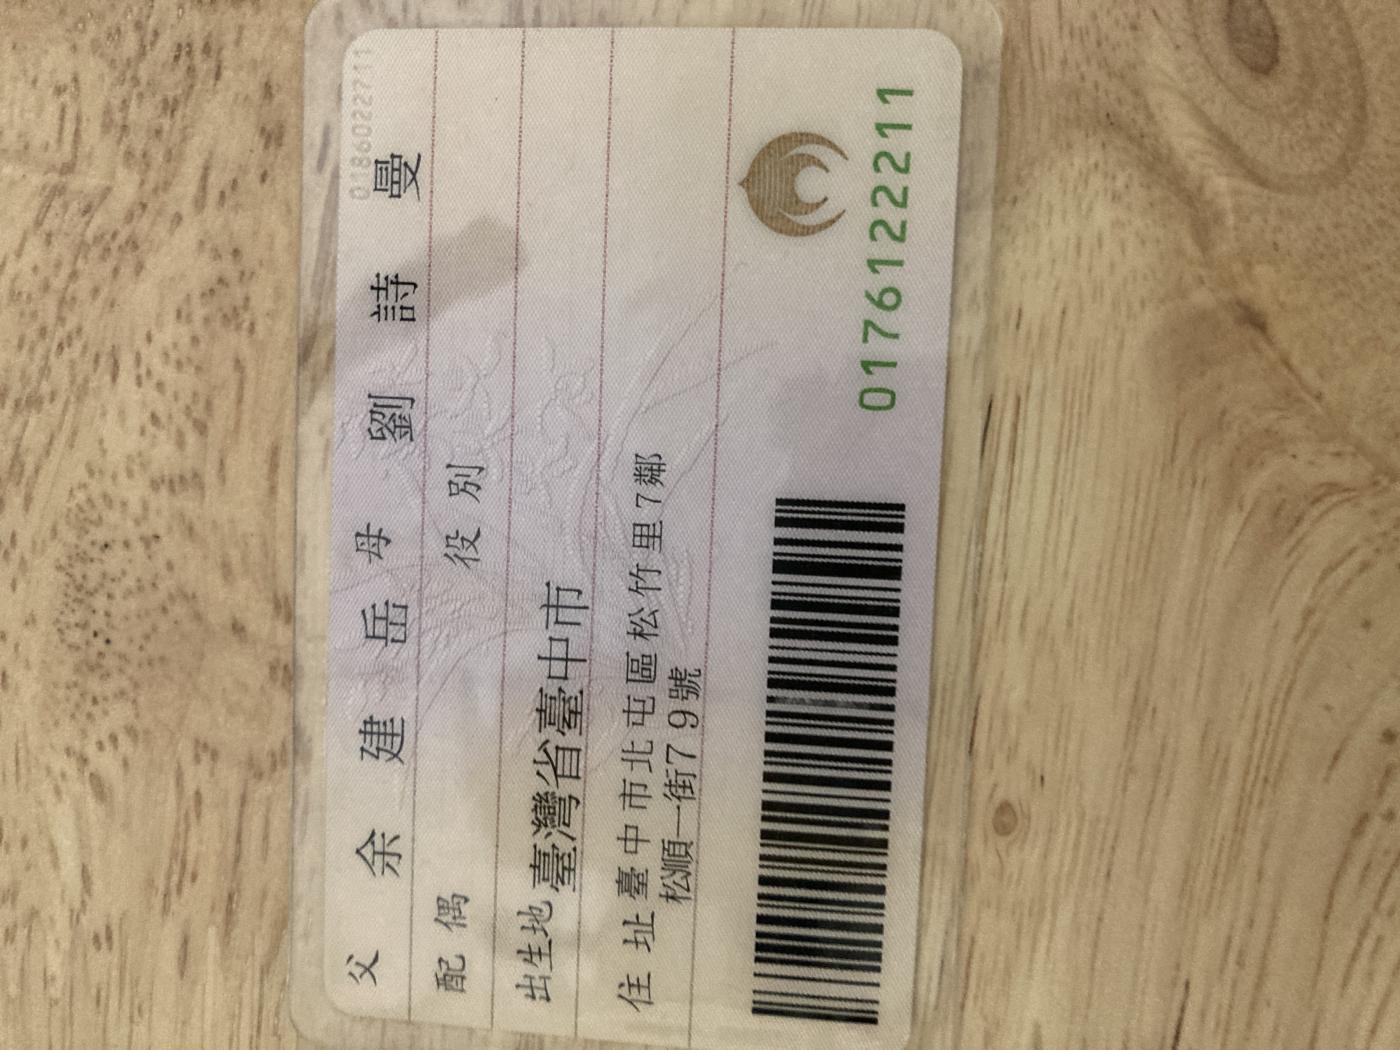 0186022711
父 余建岳 母 劉詩曼
配偶 役別
出生地 臺灣省臺中市
住址 臺中市北屯區松竹里7鄰
松順一街79號
0176122211